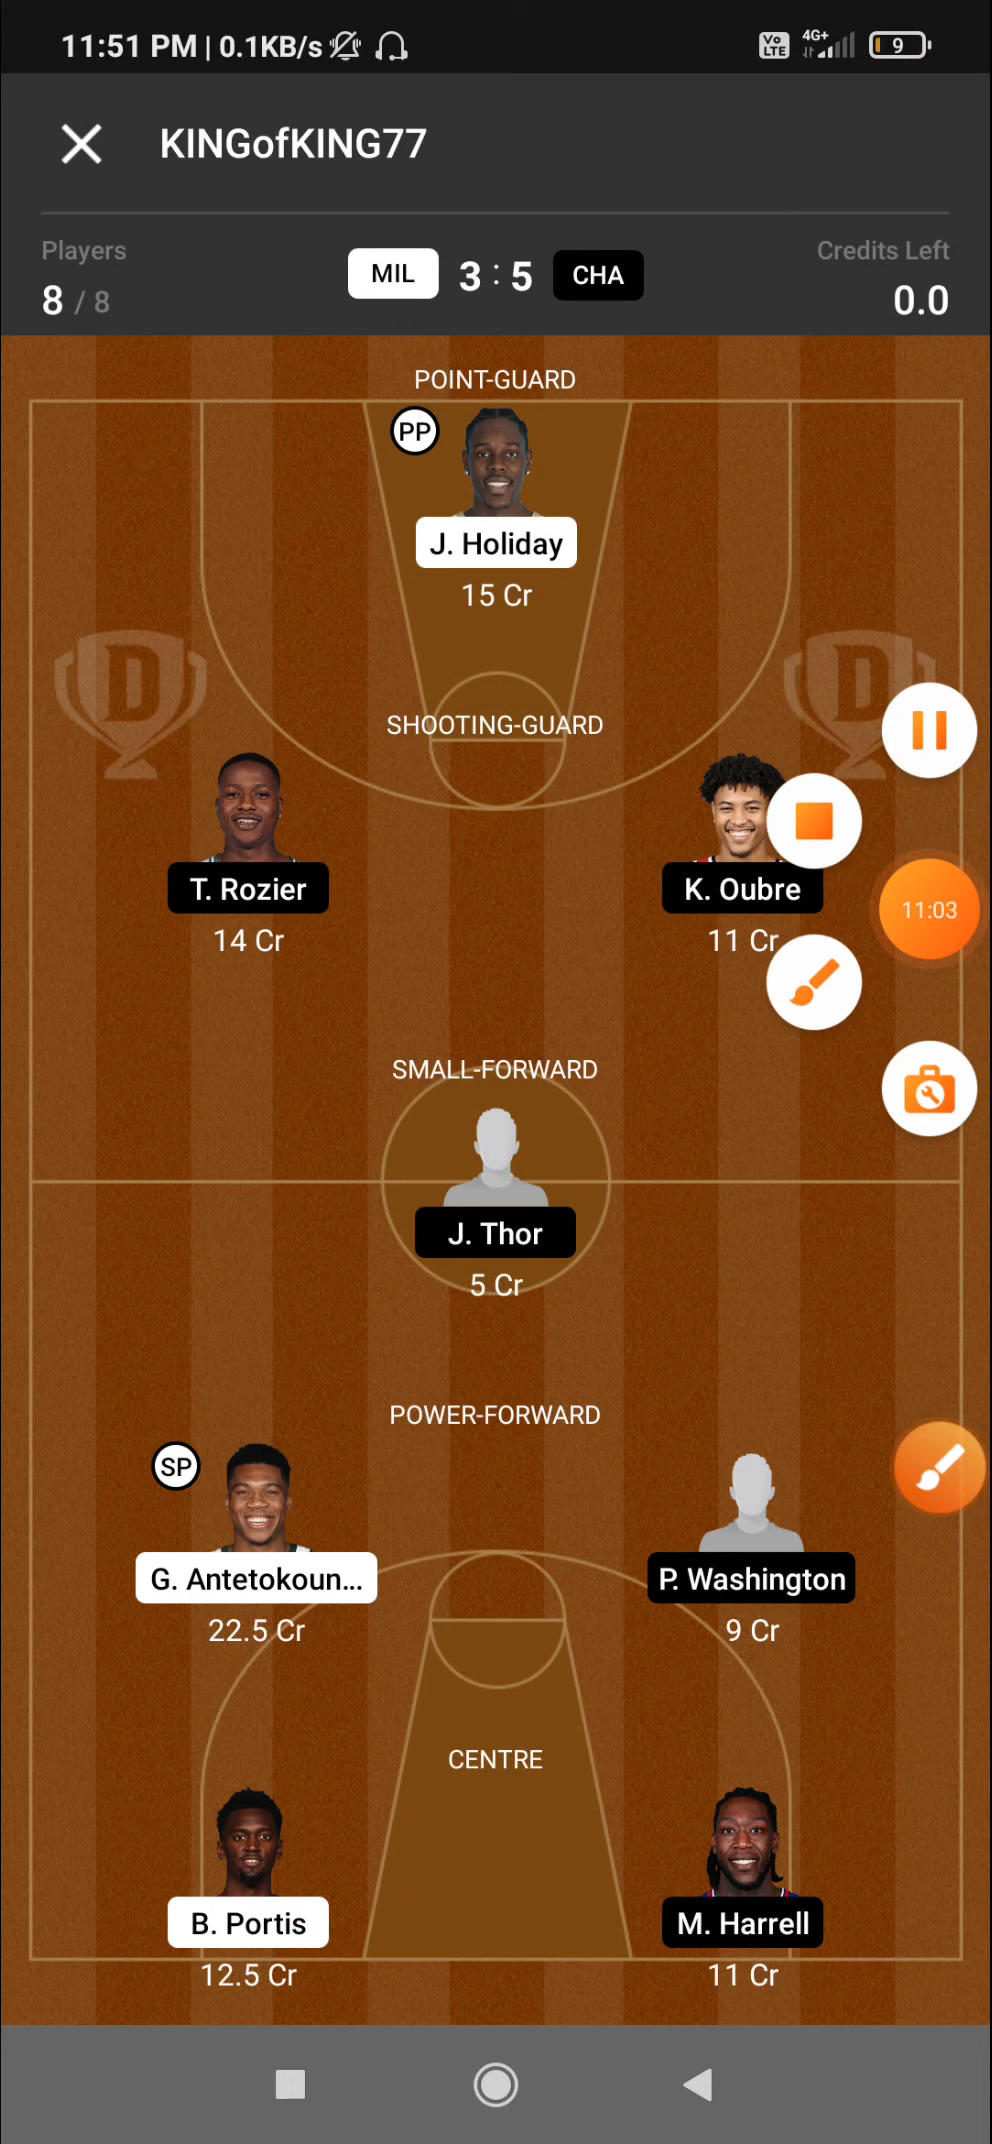 11:51 PM | 0.1KB/s
Vo LTE 4G+ 9
KINGofKING77
Players
MIL 3 : 5 CHA
Credits Left
8 / 8
0.0
POINT-GUARD
PP
J. Holiday
15 Cr
D D
SHOOTING-GUARD
T. Rozier
K. Oubre
14 Cr
11 Cr
11:03
SMALL-FORWARD
J. Thor
5 Cr
POWER-FORWARD
SP
G. Antetokoun...
P. Washington
22.5 Cr
9 Cr
CENTRE
B. Portis
M. Harrell
12.5 Cr
11 Cr